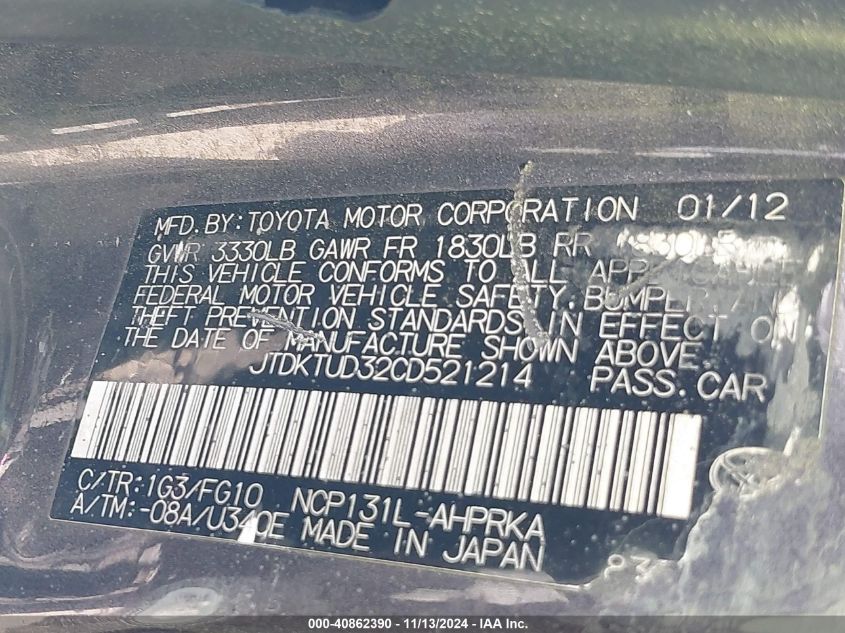 MFD. BY: TOYOTA MOTOR CORPORATION 01/12
GVWR 3330LB GAWR FR 1830LB RR
THIS VEHICLE CONFORMS TO ALL APPLICABLE
FEDERAL MOTOR VEHICLE SAFETY, BUMPER, AND
THEFT PREVENTION STANDARDS IN EFFECT ON
THE DATE OF MANUFACTURE SHOWN ABOVE.
JTDKTUD32CD521214 PASS. CAR
C/TR: 1G3/FG10 NCP131L-AHPRKA
A/TM: -08A/U340E MADE IN JAPAN
000-40862390 - 11/13/2024 - IAA Inc.